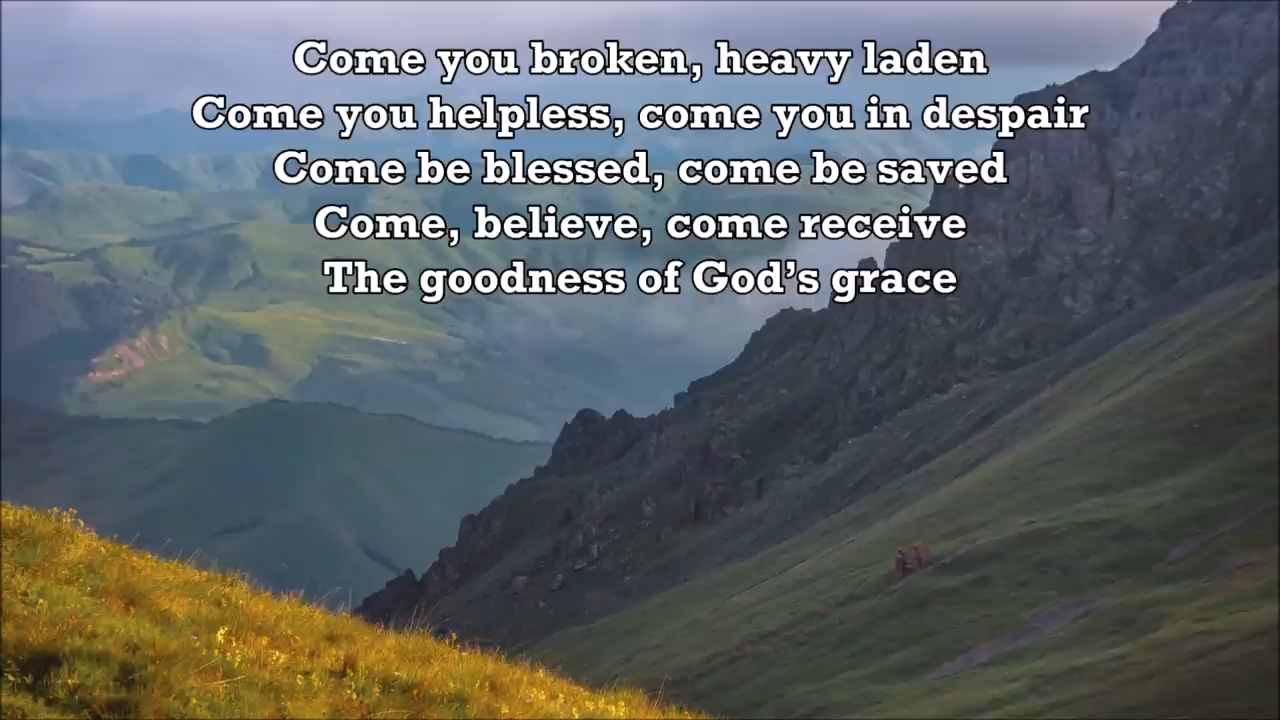 Come you broken, heavy laden
Come you helpless, come you in despair
Come be blessed, come be saved
Come, believe, come receive
The goodness of God’s grace